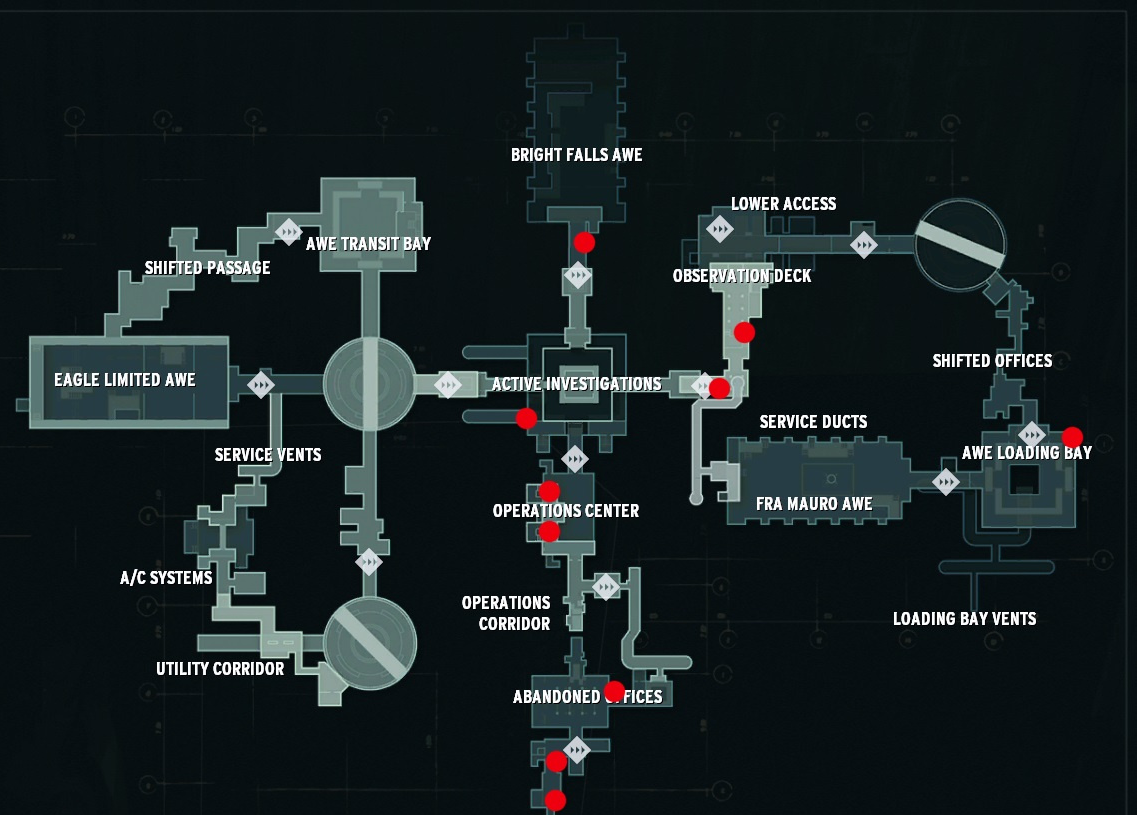 BRIGHT FALLS AWE
LOWER ACCESS
AWE TRANSIT BAY
SHIFTED PASSAGE
OBSERVATION DECK
SHIFTED OFFICES
EAGLE LIMITED AWE
ACTIVE INVESTIGATIONS
SERVICE DUCTS
SERVICE VENTS
AWE LOADING BAY
FRA MAURO AWE
OPERATIONS CENTER
A/C SYSTEMS
OPERATIONS
CORRIDOR
LOADING BAY VENTS
UTILITY CORRIDOR
ABANDONED